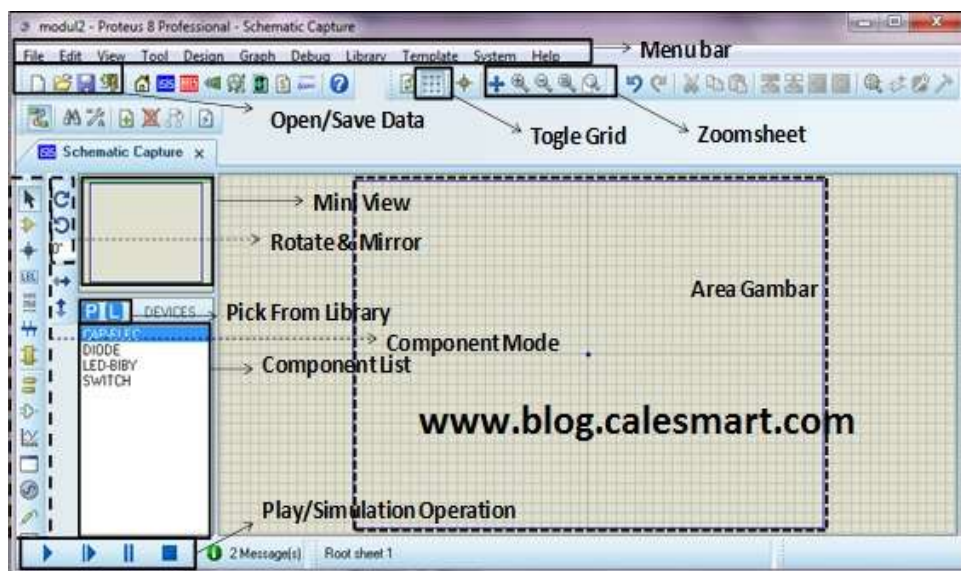 modul2 - Proteus 8 Professional - Schematic Capture
File Edit View Tool Design Graph Debug Library Template System Help
Menu bar
Open/Save Data
Togle Grid
Zoom sheet
Schematic Capture x
Mini View
Rotate & Mirror
0°
LBL
Area Gambar
P L DEVICES
Pick From Library
CAP-ELEC
Component Mode
DIODE
LED-BIBY
Component List
SWITCH
www.blog.calesmart.com
Play/Simulation Operation
2 Message(s)
Root sheet 1